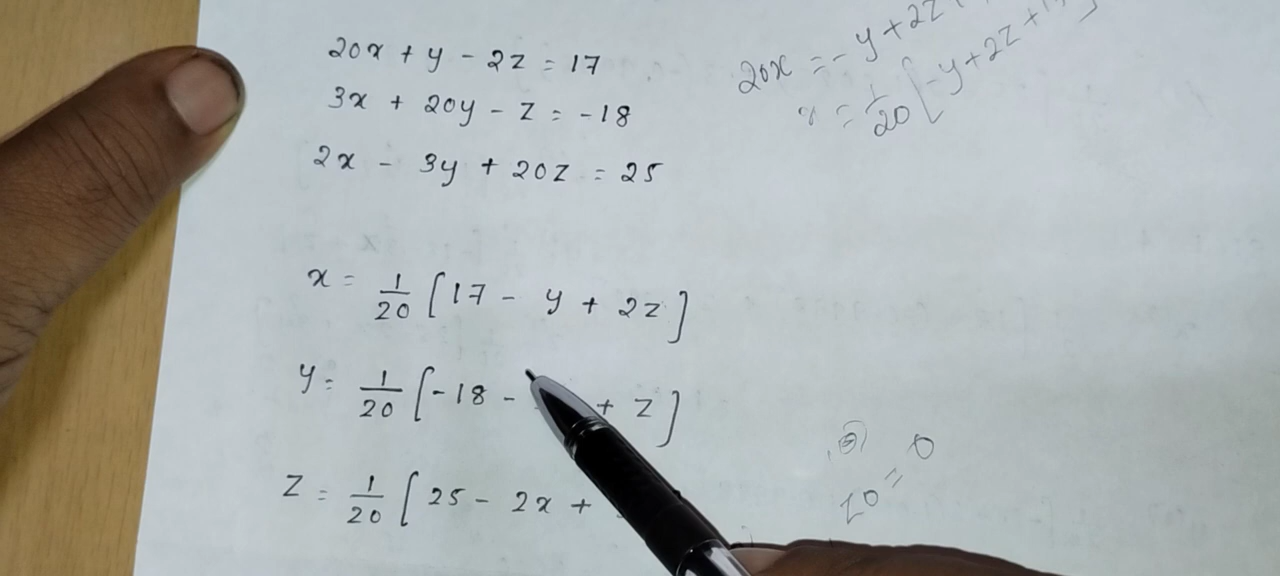 20x + y - 2z = 17
3x + 20y - z = -18
2x - 3y + 20z = 25
x = 1/20 [17 - y + 2z]
y = 1/20 [-18 - + z]
z = 1/20 [25 - 2x +
20x = -y + 2z
x = 1/20 [-y + 2z +
z0 = 0